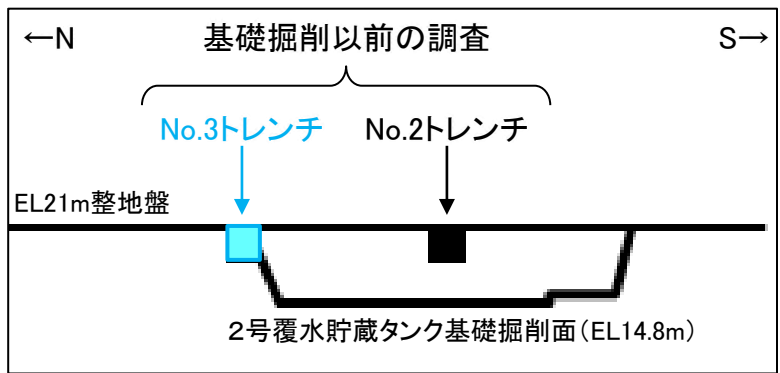 ←N 基礎掘削以前の調査 S→
No.3トレンチ No.2トレンチ
EL21m整地盤
2号覆水貯蔵タンク基礎掘削面(EL14.8m)